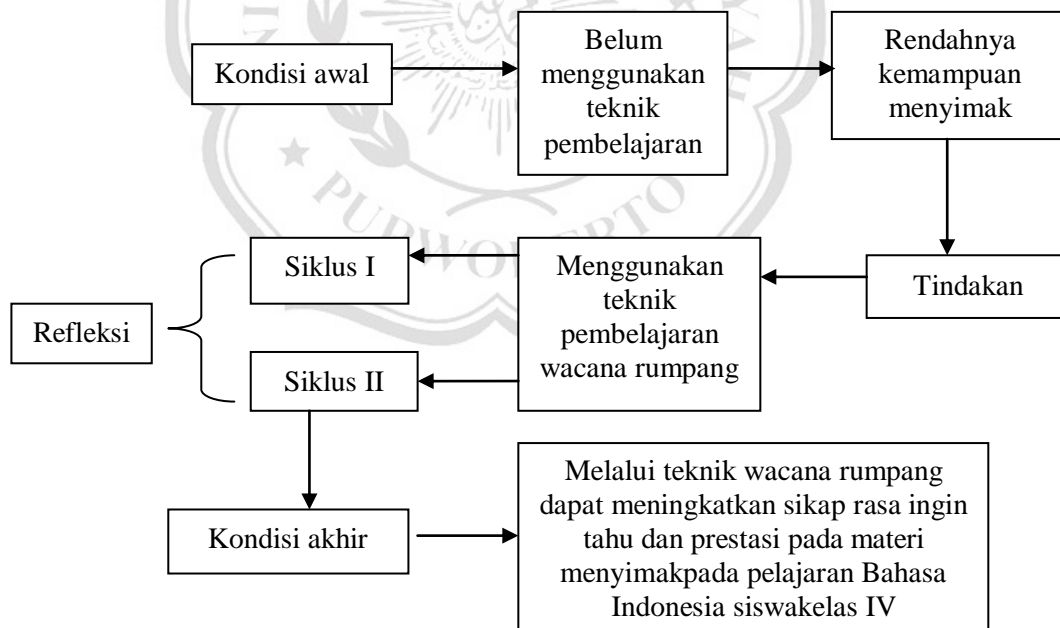 Kondisi awal
Belum
menggunakan
teknik
pembelajaran
Rendahnya
kemampuan
menyimak
Tindakan
Menggunakan
teknik
pembelajaran
wacana rumpang
Siklus I
Siklus II
Refleksi
Kondisi akhir
Melalui teknik wacana rumpang
dapat meningkatkan sikap rasa ingin
tahu dan prestasi pada materi
menyimakpada pelajaran Bahasa
Indonesia siswakelas IV
PURWOKERTO